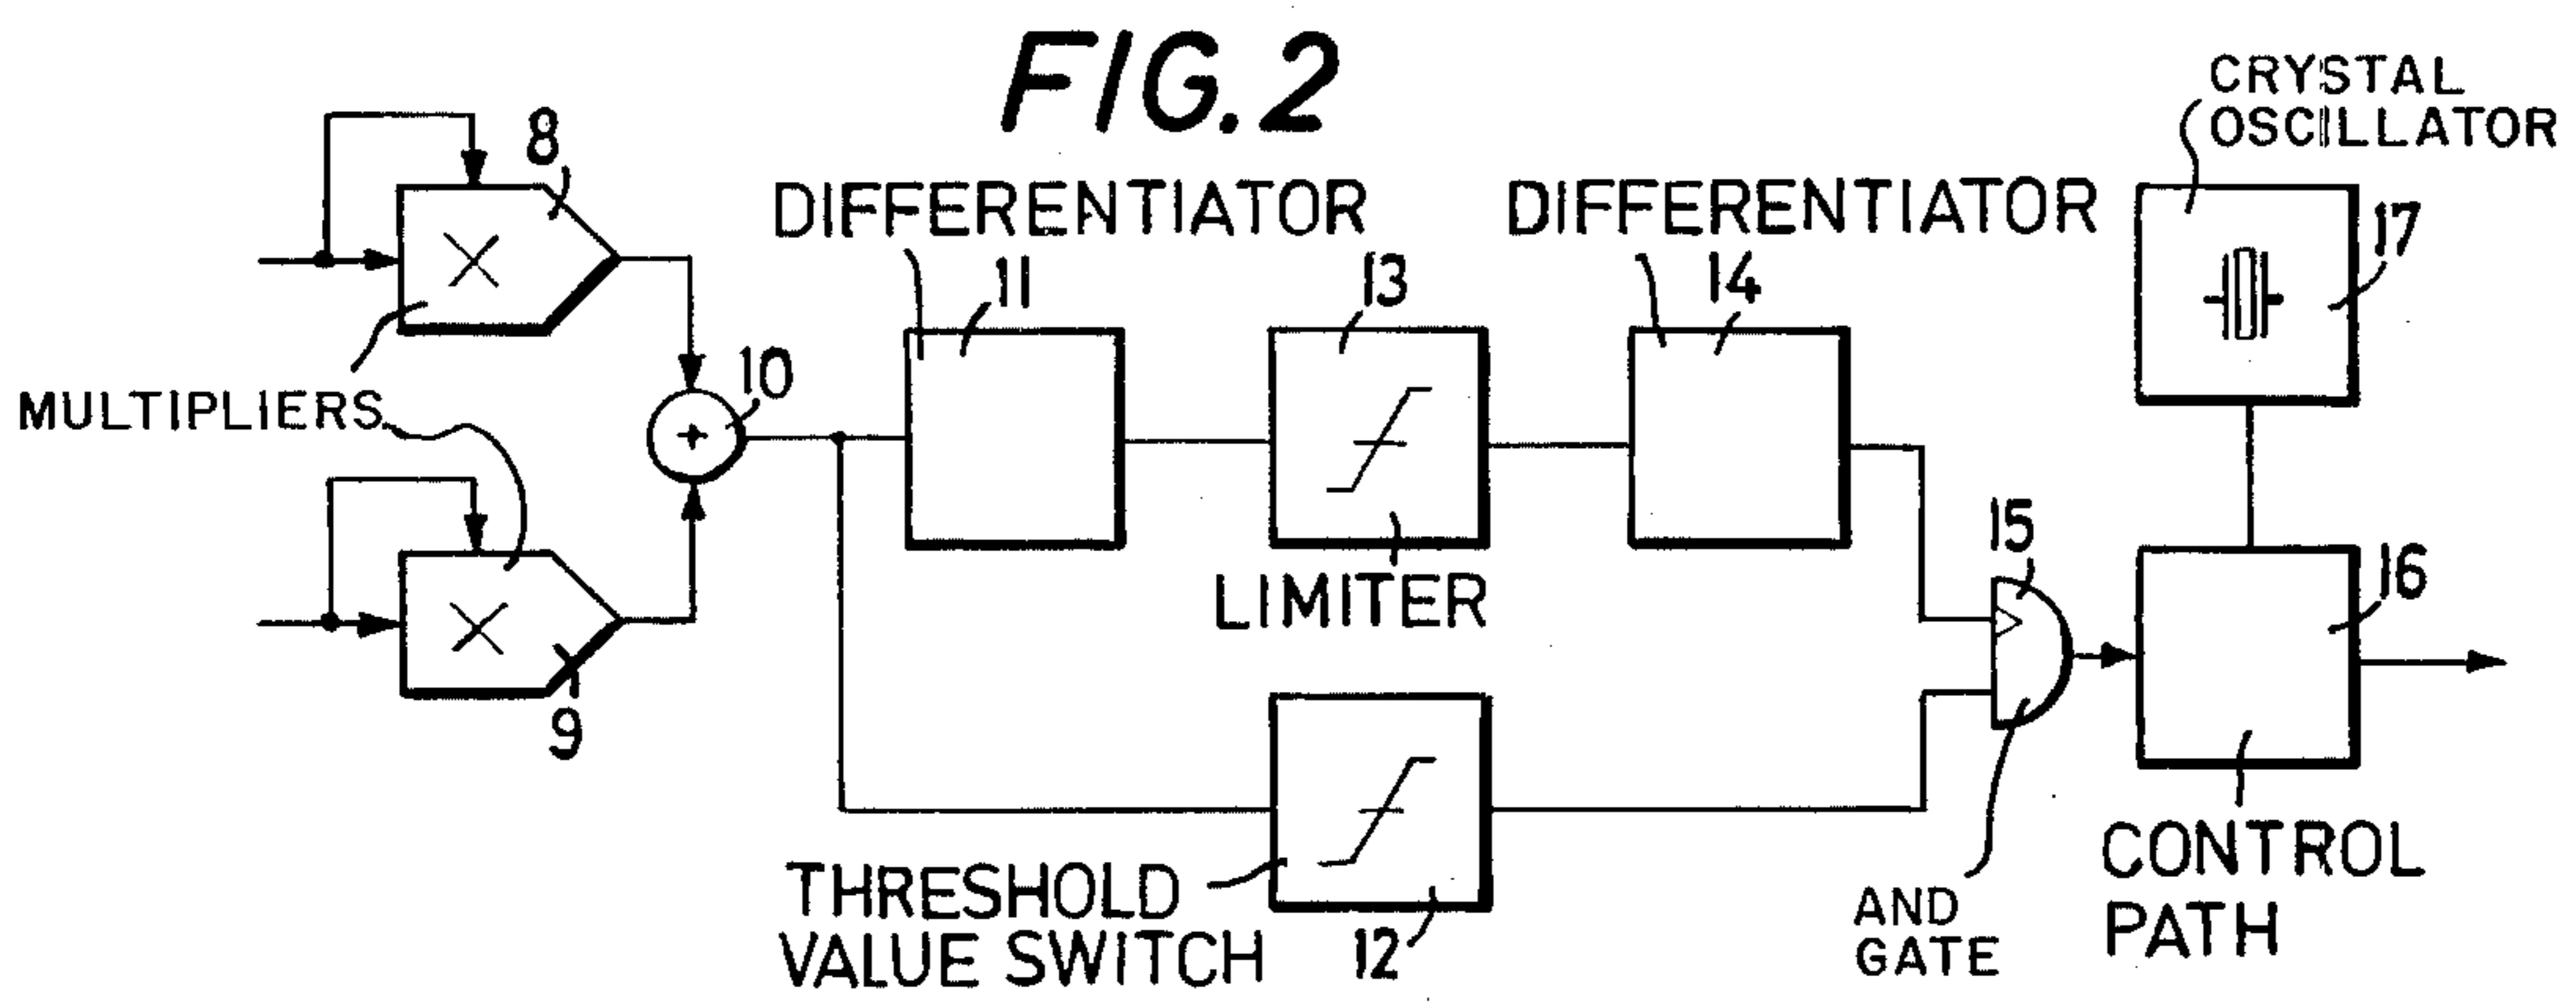 FIG.2
CRYSTAL
OSCILLATOR
8
DIFFERENTIATOR
DIFFERENTIATOR
17
11
13
14
10
MULTIPLIERS
15
16
LIMITER
9
THRESHOLD
VALUE SWITCH
12
AND
GATE
CONTROL
PATH